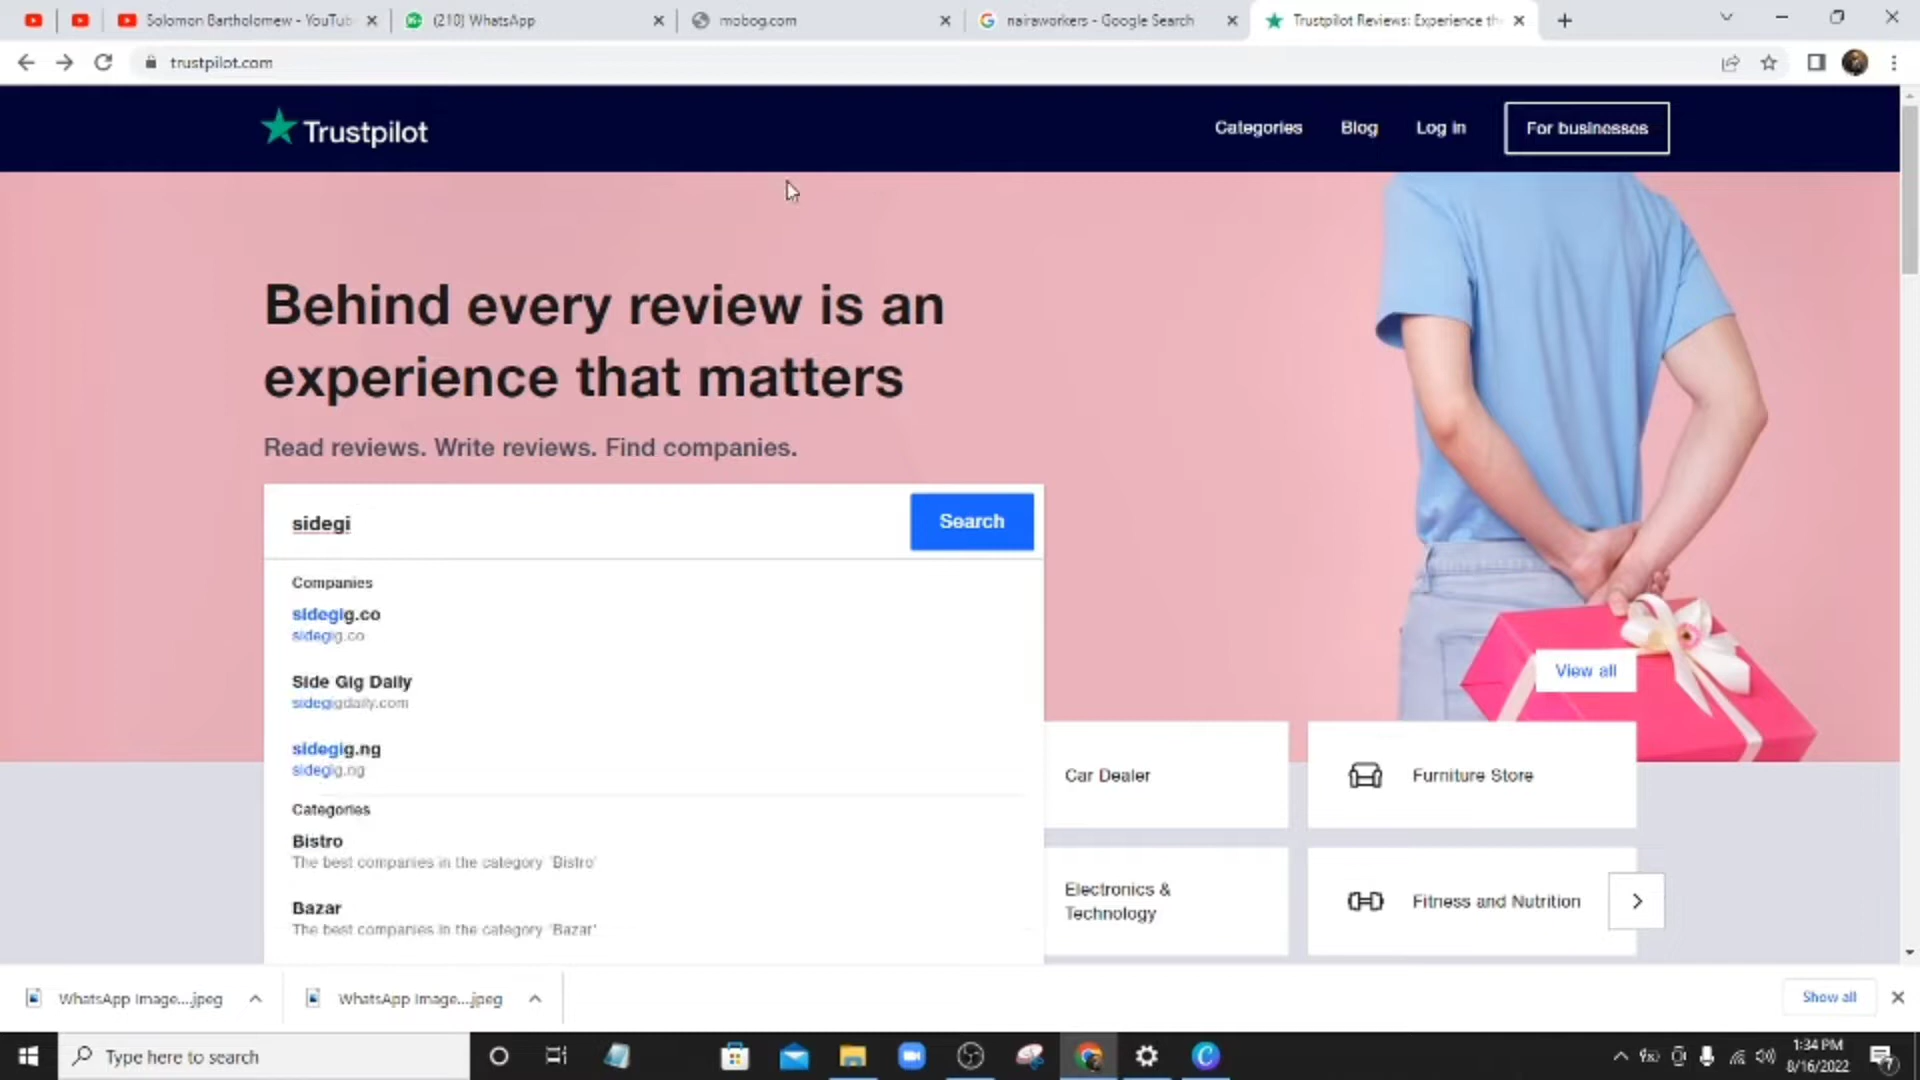 Solomon Bartholomew - YouTub
(210) WhatsApp
mobog.com
nairaworkers - Google Search
Trustpilot Reviews: Experience th
trustpilot.com
Trustpilot
Categories
Blog
Log in
For businesses
Behind every review is an
experience that matters
Read reviews. Write reviews. Find companies.
sidegi
Search
Companies
sidegig.co
sidegig.co
Side Gig Daily
sidegigdaily.com
sidegig.ng
sidegig.ng
Categories
Bistro
The best companies in the category 'Bistro'
Bazar
The best companies in the category 'Bazar'
View all
Car Dealer
Furniture Store
Electronics &
Technology
Fitness and Nutrition
WhatsApp Image....jpeg
WhatsApp Image....jpeg
Show all
Type here to search
1:34 PM
8/16/2022